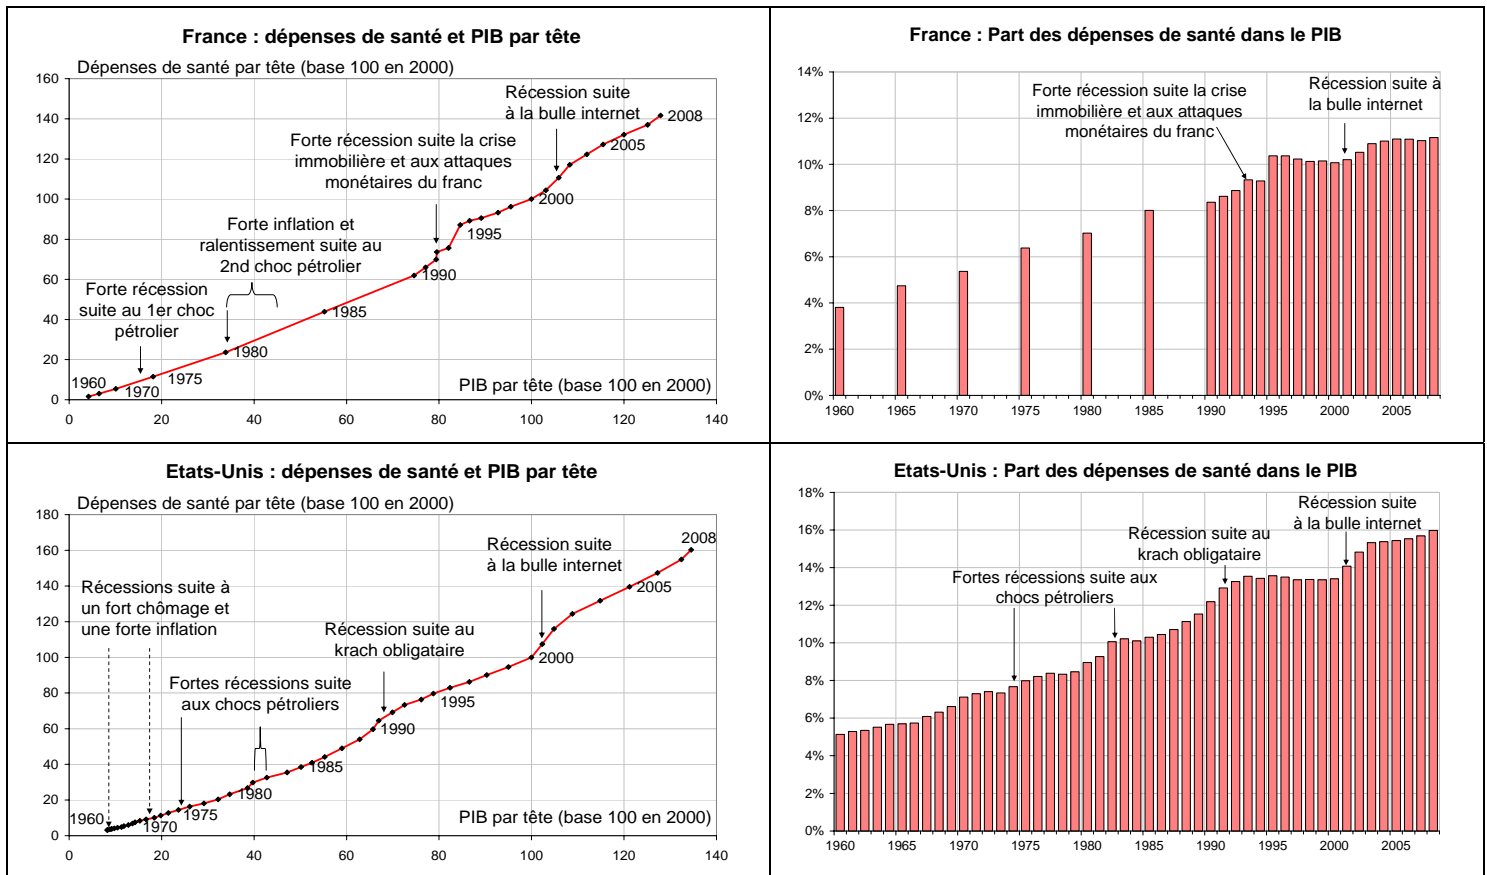 France : dépenses de santé et PIB par tête
Dépenses de santé par tête (base 100 en 2000)
160
140
120
100
80
60
40
20
0
Récession suite
à la bulle internet
Forte récession suite la crise
immobilière et aux attaques
monétaires du franc
Forte inflation et
ralentissement suite au
2nd choc pétrolier
Forte récession
suite au 1er choc
pétrolier
1960
1970
1975
1980
1985
1990
1995
2000
2005
2008
PIB par tête (base 100 en 2000)
0 20 40 60 80 100 120 140
France : Part des dépenses de santé dans le PIB
14%
12%
10%
8%
6%
4%
2%
0%
Forte récession suite la crise
immobilière et aux attaques
monétaires du franc
Récession suite à
la bulle internet
1960 1965 1970 1975 1980 1985 1990 1995 2000 2005
Etats-Unis : dépenses de santé et PIB par tête
Dépenses de santé par tête (base 100 en 2000)
180
160
140
120
100
80
60
40
20
0
Récession suite
à la bulle internet
Récessions suite à
un fort chômage et
une forte inflation
Récession suite au
krach obligataire
Fortes récessions suite
aux chocs pétroliers
1960
1970
1975
1980
1985
1990
1995
2000
2005
2008
PIB par tête (base 100 en 2000)
0 20 40 60 80 100 120 140
Etats-Unis : Part des dépenses de santé dans le PIB
18%
16%
14%
12%
10%
8%
6%
4%
2%
0%
Récession suite
à la bulle internet
Récession suite au
krach obligataire
Fortes récessions suite aux
chocs pétroliers
1960 1965 1970 1975 1980 1985 1990 1995 2000 2005